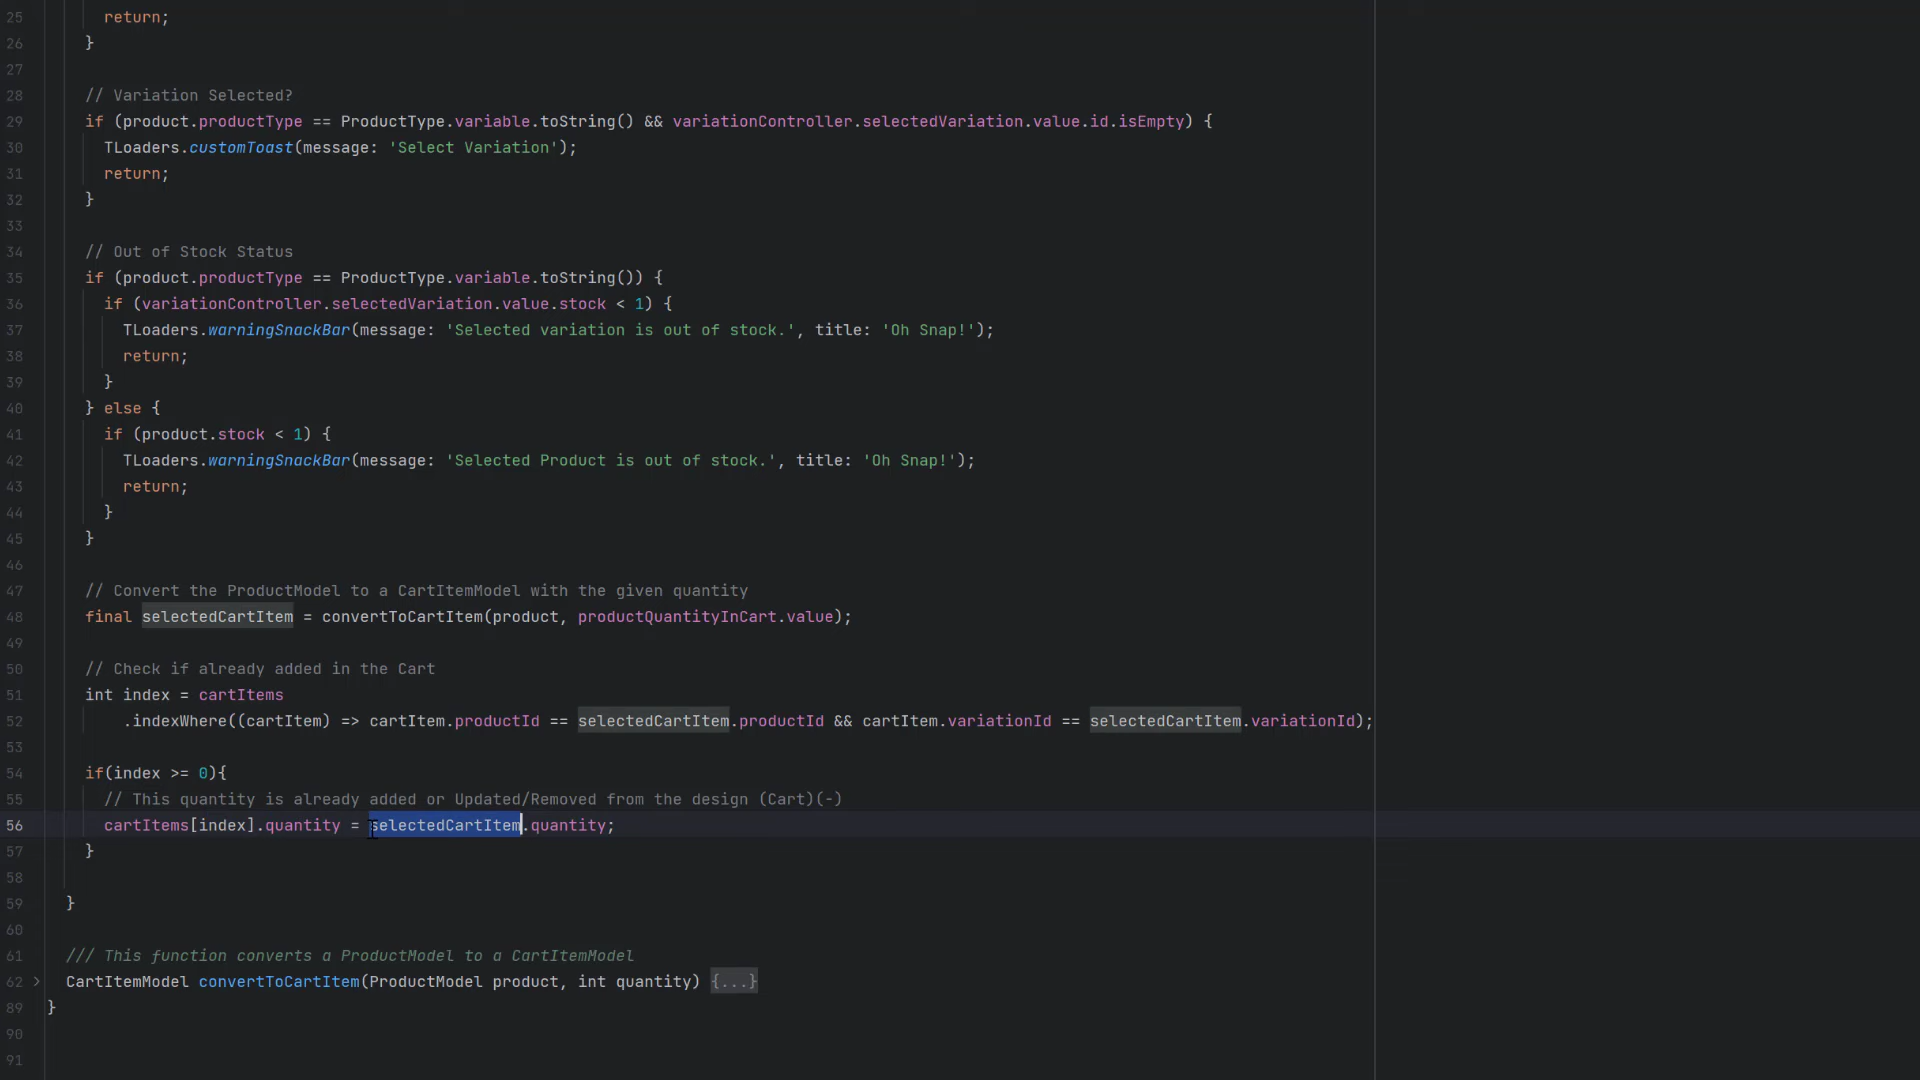 25 return;
26 }
27
28 // Variation Selected?
29 if (product.productType == ProductType.variable.toString() && variationController.selectedVariation.value.id.isEmpty) {
30 TLoaders.customToast(message: 'Select Variation');
31 return;
32 }
33
34 // Out of Stock Status
35 if (product.productType == ProductType.variable.toString()) {
36 if (variationController.selectedVariation.value.stock < 1) {
37 TLoaders.warningSnackBar(message: 'Selected variation is out of stock.', title: 'Oh Snap!');
38 return;
39 }
40 } else {
41 if (product.stock < 1) {
42 TLoaders.warningSnackBar(message: 'Selected Product is out of stock.', title: 'Oh Snap!');
43 return;
44 }
45 }
46
47 // Convert the ProductModel to a CartItemModel with the given quantity
48 final selectedCartItem = convertToCartItem(product, productQuantityInCart.value);
49
50 // Check if already added in the Cart
51 int index = cartItems
52 .indexWhere((cartItem) => cartItem.productId == selectedCartItem.productId && cartItem.variationId == selectedCartItem.variationId);
53
54 if(index >= 0){
55 // This quantity is already added or Updated/Removed from the design (Cart)(-)
56 cartItems[index].quantity = selectedCartItem.quantity;
57 }
58
59 }
60
61 /// This function converts a ProductModel to a CartItemModel
62 CartItemModel convertToCartItem(ProductModel product, int quantity) {...}
89 }
90
91